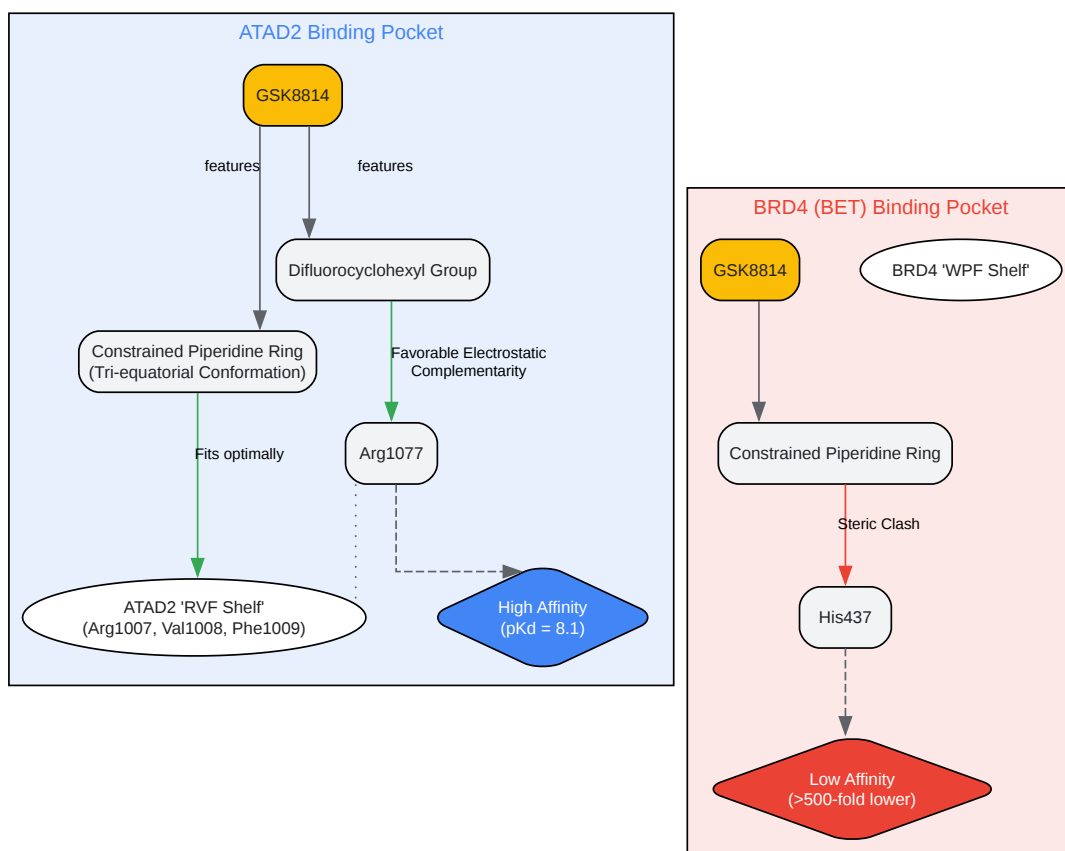 ATAD2 Binding Pocket
GSK8814
features
features
Difluorocyclohexyl Group
Constrained Piperidine Ring
(Tri-equatorial Conformation)
Favorable Electrostatic
Complementarity
Fits optimally
Arg1077
ATAD2 'RVF Shelf'
(Arg1007, Val1008, Phe1009)
High Affinity
(pKd = 8.1)
BRD4 (BET) Binding Pocket
GSK8814
BRD4 'WPF Shelf'
Constrained Piperidine Ring
Steric Clash
His437
Low Affinity
(>500-fold lower)